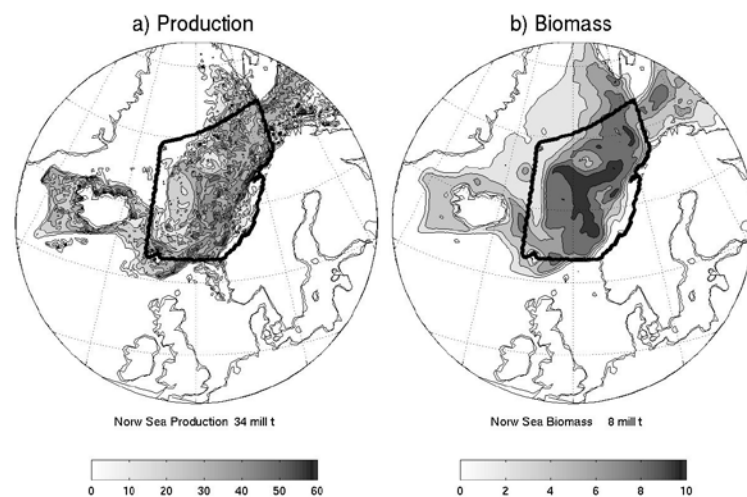 a) Production
b) Biomass
Norw Sea Production 34 mill t
Norw Sea Biomass 8 mill t
0 10 20 30 40 50 60
0 2 4 6 8 10